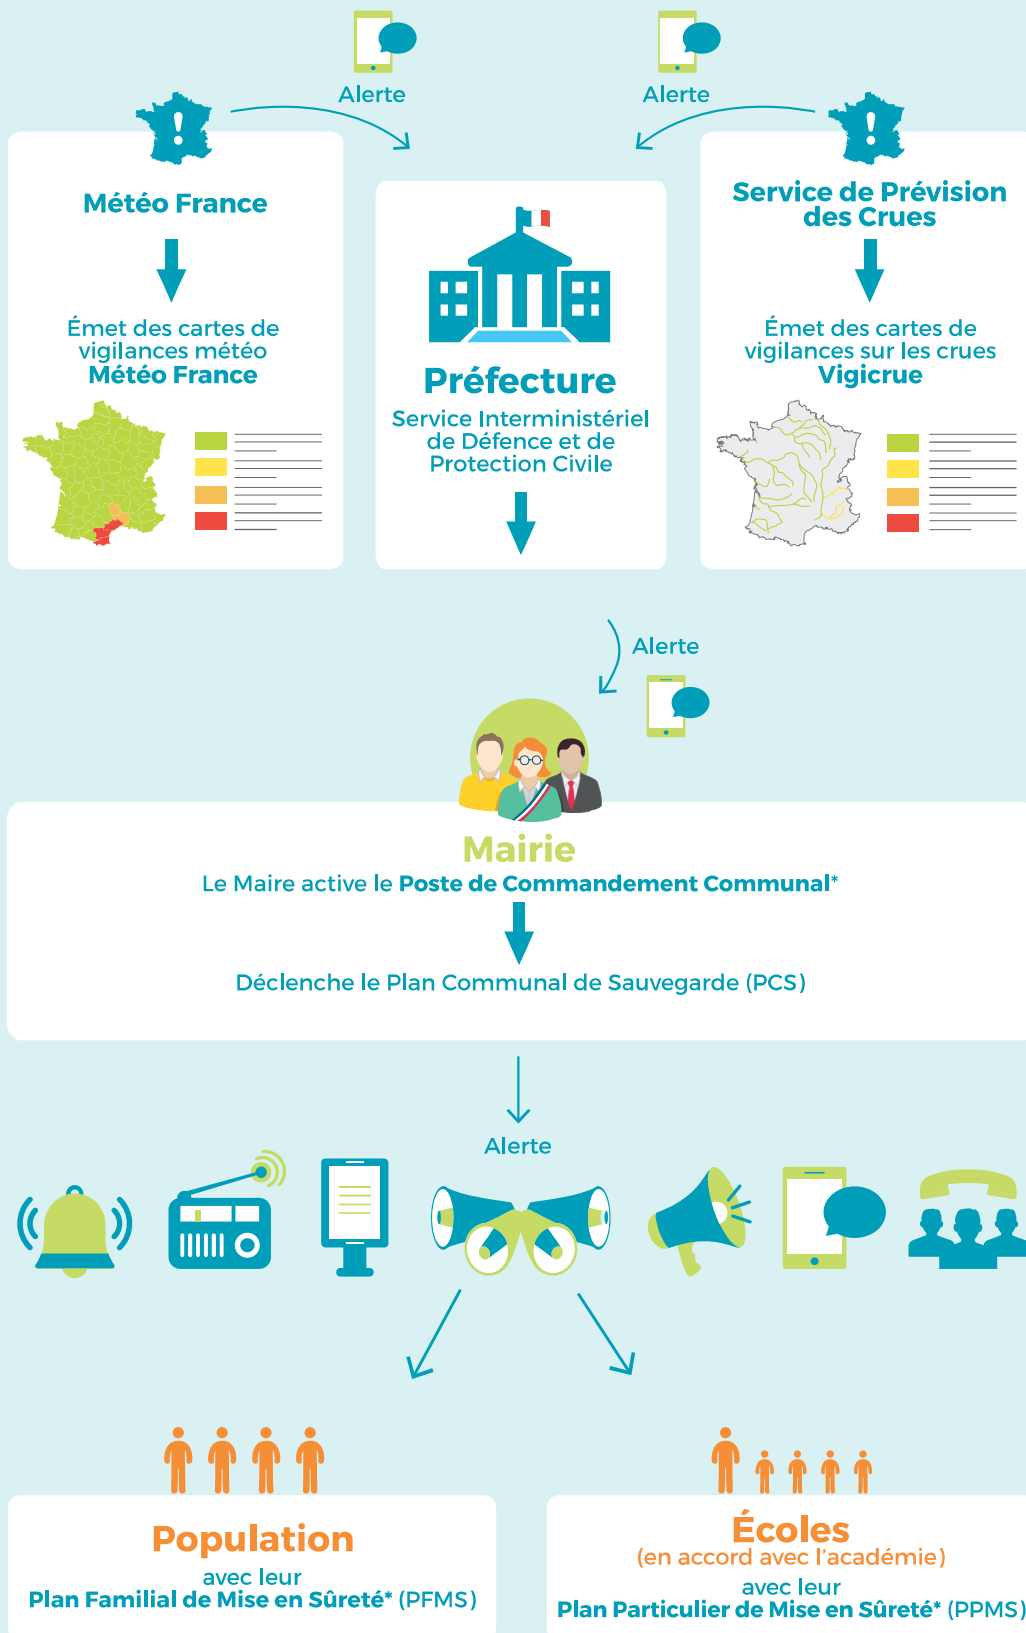 Alerte
Alerte
Météo France
Émet des cartes de
vigilances météo
Météo France
Préfecture
Service Interministériel
de Défence et de
Protection Civile
Service de Prévision
des Crues
Émet des cartes de
vigilances sur les crues
Vigicrue
Alerte
Mairie
Le Maire active le Poste de Commandement Communal*
Déclenche le Plan Communal de Sauvegarde (PCS)
Alerte
Population
avec leur
Plan Familial de Mise en Sûreté* (PFMS)
Écoles
(en accord avec l'académie)
avec leur
Plan Particulier de Mise en Sûreté* (PPMS)